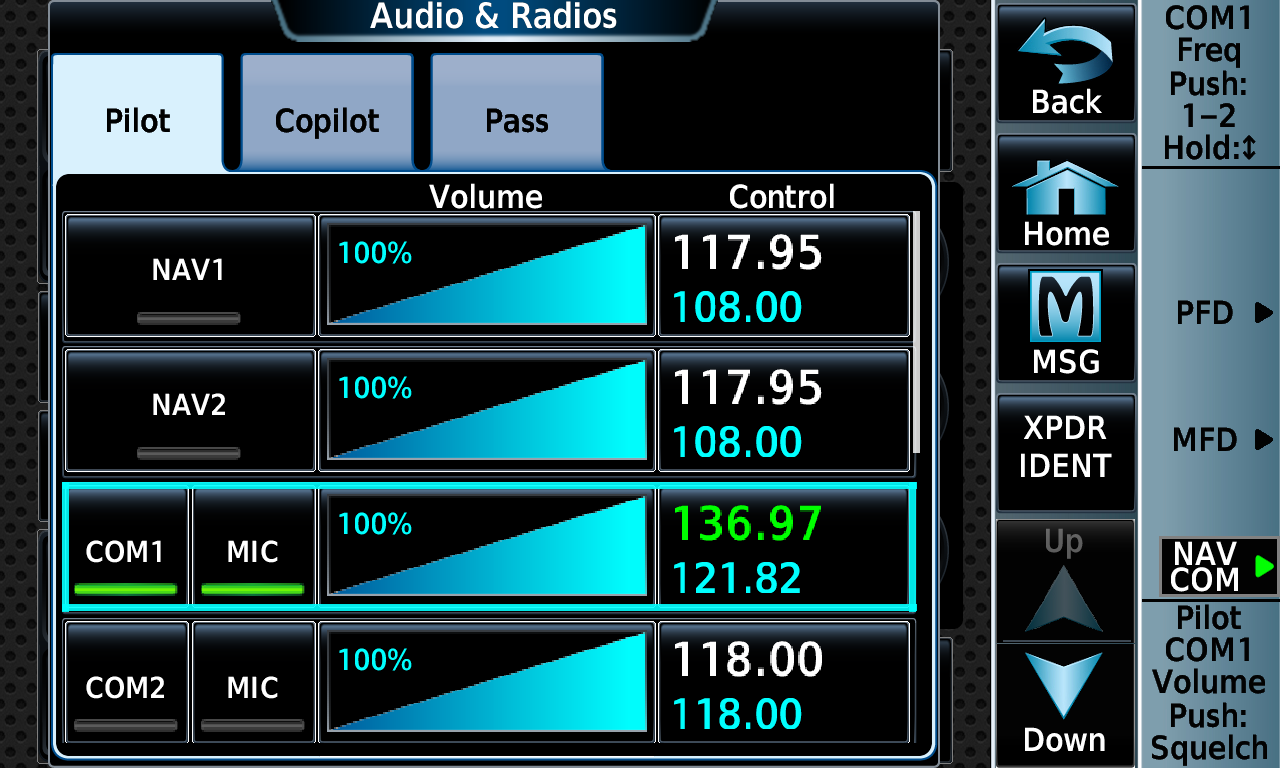 Audio & Radios
Pilot
Copilot
Pass
Volume
Control
NAV1
100%
117.95
108.00
NAV2
100%
117.95
108.00
COM1
MIC
100%
136.97
121.82
COM2
MIC
100%
118.00
118.00
Back
Home
MSG
XPDR
IDENT
Up
Down
COM1
Freq
Push:
1–2
Hold:↕
PFD
MFD
NAV
COM
Pilot
COM1
Volume
Push:
Squelch